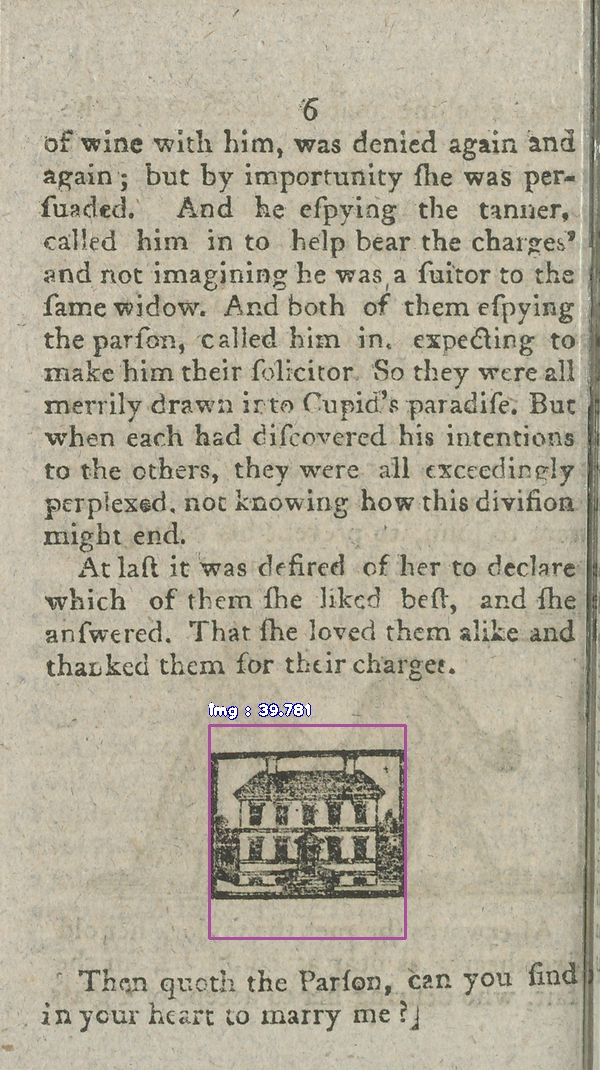 6
of wine with him, was denied again and
again; but by importunity ſhe was per-
ſuaded. And he eſpying the tanner,
called him in to help bear the charges’
and not imagining he was a ſuitor to the
ſame widow. And both of them eſpying
the parſon, called him in. expecting to
make him their ſolicitor So they were all
merrily drawn into Cupid's paradiſe. But
when each had diſcovered his intentions
to the others, they were all exceedingly
perplexed. not knowing how this diviſion
might end.
At laſt it was deſired of her to declare
which of them ſhe liked beſt, and ſhe
anſwered. That ſhe loved them alike and
thanked them for their charges.
img : 39.781
Then quoth the Parſon, can you find
in your heart to marry me?